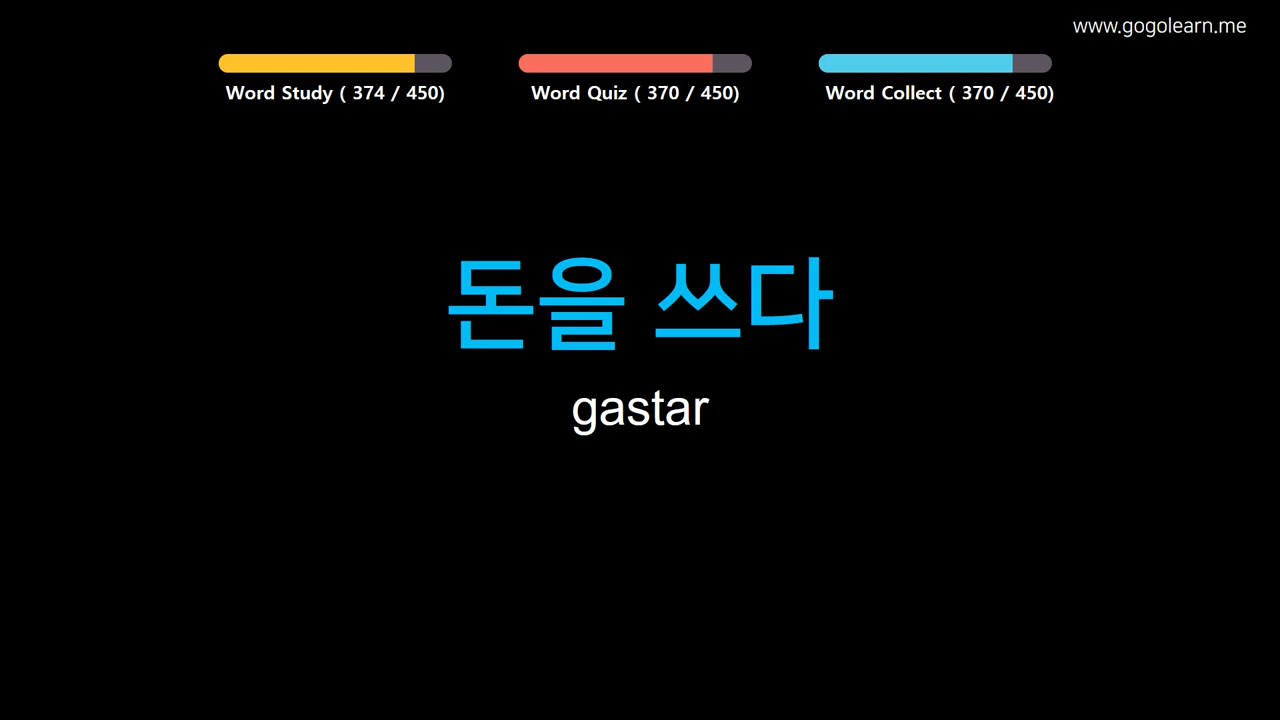 www.gogolearn.me
Word Study ( 374 / 450)
Word Quiz ( 370 / 450)
Word Collect ( 370 / 450)
돈을 쓰다
gastar